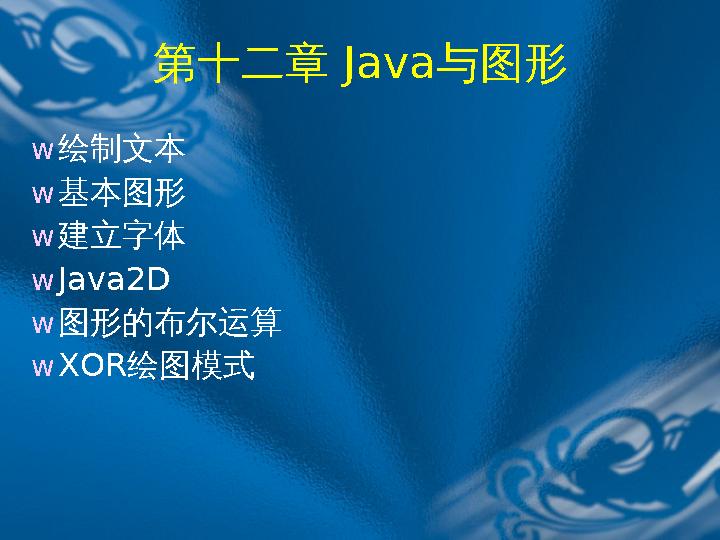 第十二章 Java与图形
w绘制文本
w基本图形
w建立字体
wJava2D
w图形的布尔运算
wXOR绘图模式